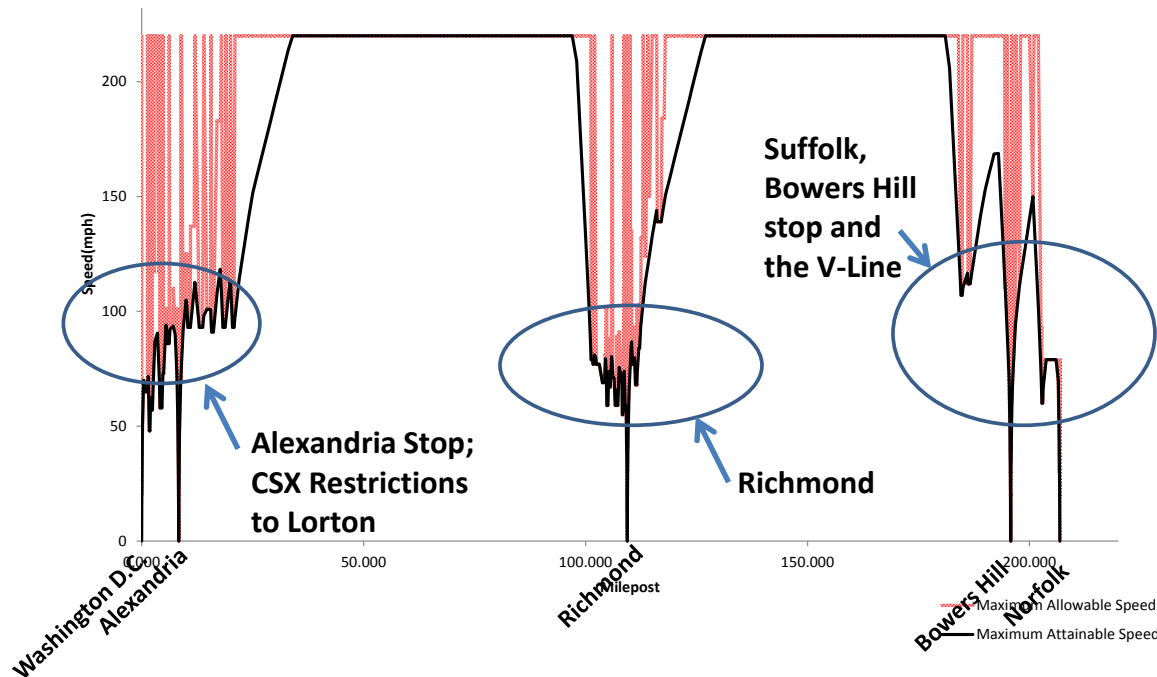 200
150
100
50
0
Speed(mph)
Suffolk,
Bowers Hill
stop and
the V-Line
Alexandria Stop;
CSX Restrictions
to Lorton
Richmond
0.000
50.000
100.000
150.000
200.000
Milepost
Washington D.C.
Alexandria
Richmond
Bowers Hill
Norfolk
Maximum Allowable Speed
Maximum Attainable Speed